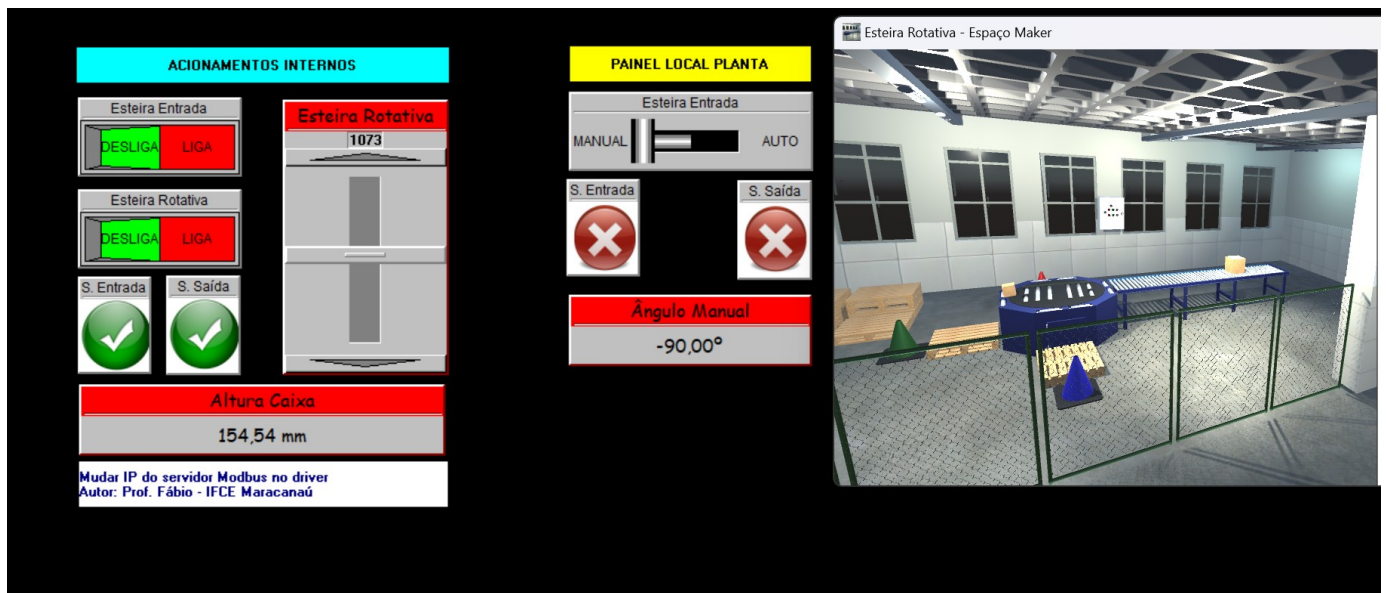 Esteira Rotativa - Espaço Maker
ACIONAMENTOS INTERNOS
PAINEL LOCAL PLANTA
Esteira Entrada
DESLIGA LIGA
Esteira Rotativa
1073
Esteira Rotativa
DESLIGA LIGA
S. Entrada
S. Saída
Altura Caixa
154,54 mm
Mudar IP do servidor Modbus no driver
Autor: Prof. Fábio - IFCE Maracanaú
Esteira Entrada
MANUAL AUTO
S. Entrada
S. Saída
Ângulo Manual
-90,00º